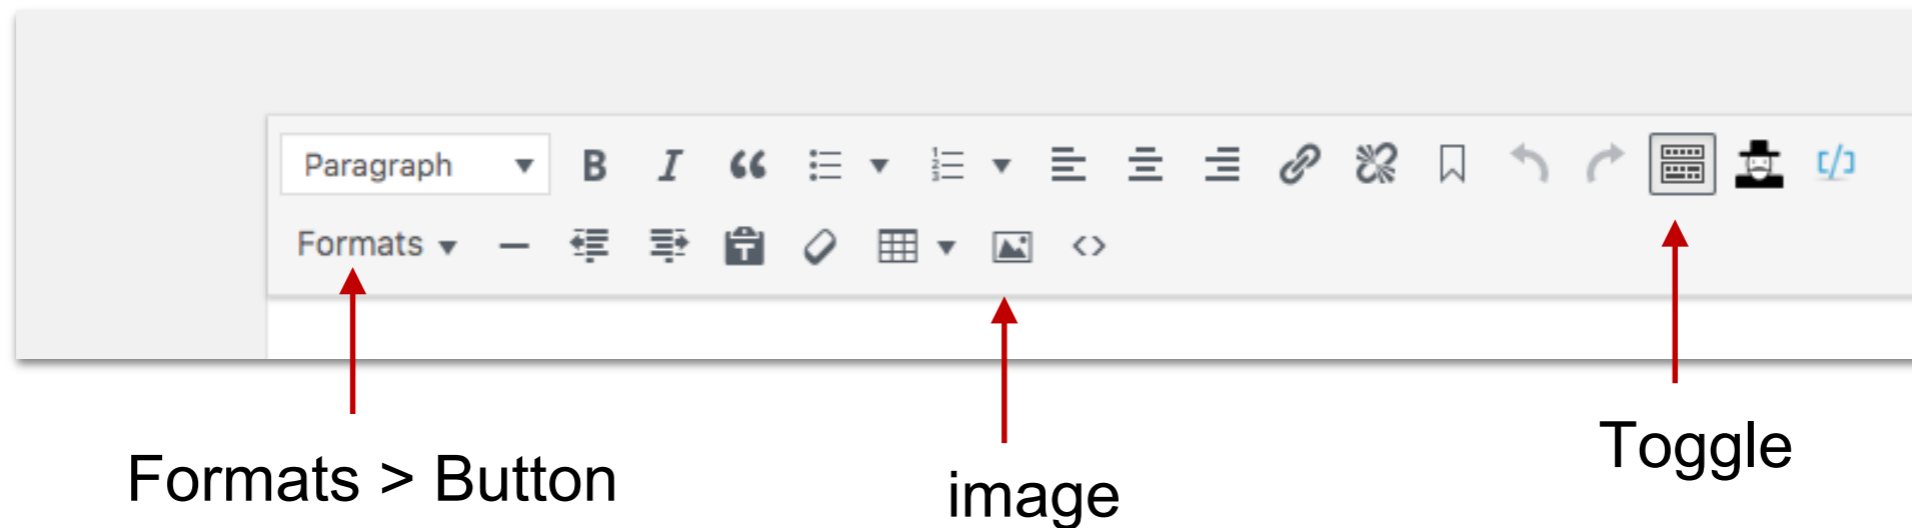 Paragraph
Formats
Formats > Button
image
Toggle